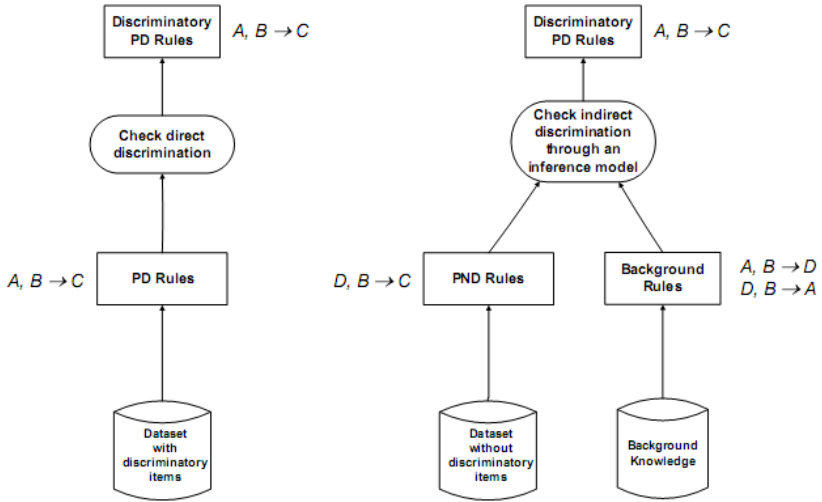 Discriminatory
PD Rules
A, B → C
Check direct
discrimination
A, B → C
PD Rules
Dataset
with
discriminatory
items
Discriminatory
PD Rules
A, B → C
Check indirect
discrimination
through an
inference model
D, B → C
PND Rules
Background
Rules
A, B → D
D, B → A
Dataset
without
discriminatory
items
Background
Knowledge